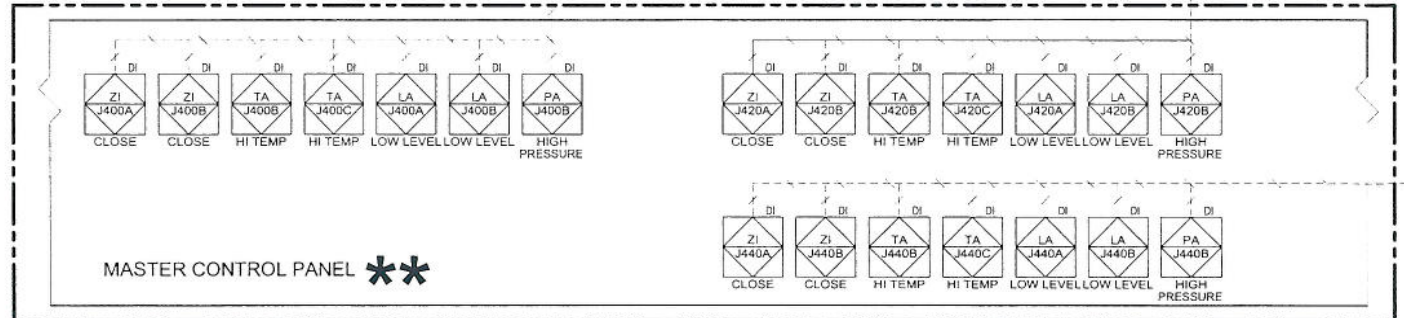 DI DI DI DI DI DI DI
ZI ZI TA TA LA LA PA
J400A J400B J400B J400C J400A J400B J400B
CLOSE CLOSE HI TEMP HI TEMP LOW LEVEL LOW LEVEL HIGH
PRESSURE
DI DI DI DI DI DI DI
ZI ZI TA TA LA LA PA
J420A J420B J420B J420C J420A J420B J420B
CLOSE CLOSE HI TEMP HI TEMP LOW LEVEL LOW LEVEL HIGH
PRESSURE
DI DI DI DI DI DI DI
ZI ZI TA TA LA LA PA
J440A J440B J440B J440C J440A J440B J440B
CLOSE CLOSE HI TEMP HI TEMP LOW LEVEL LOW LEVEL HIGH
PRESSURE
MASTER CONTROL PANEL **